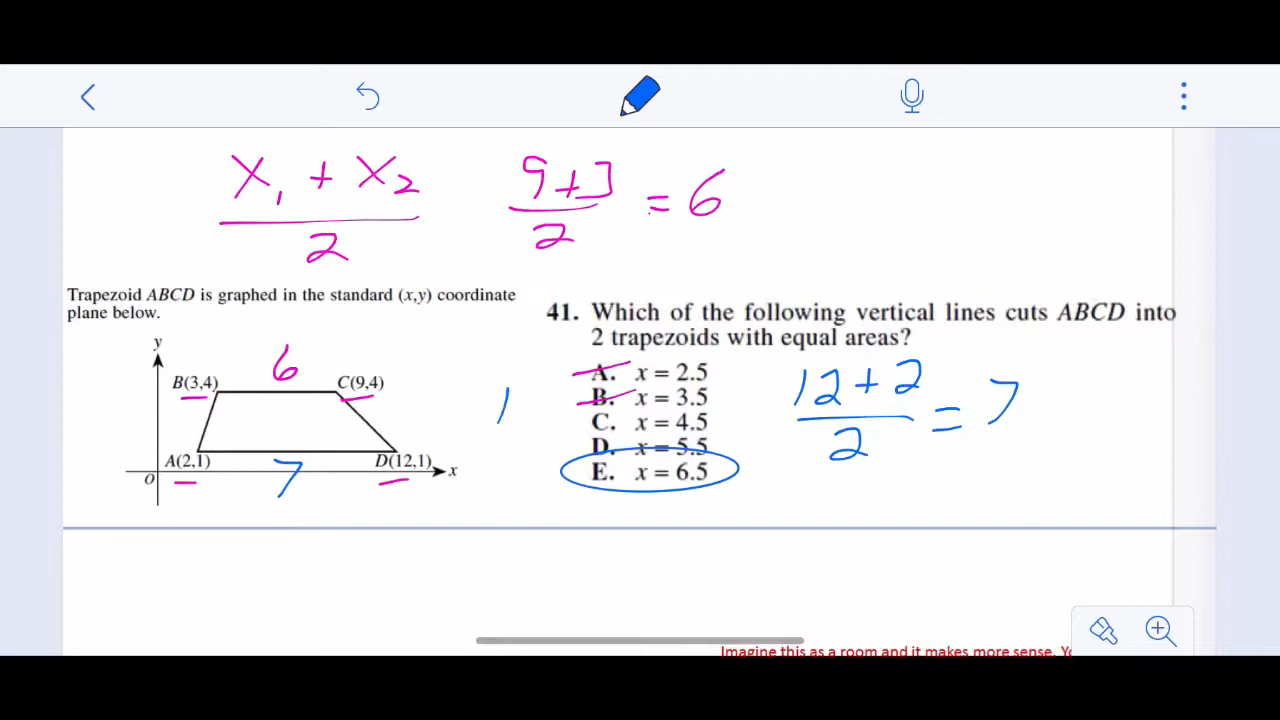 X₁ + X₂
2
9+3
2
= 6
Trapezoid ABCD is graphed in the standard (x,y) coordinate
plane below.
y
6
B(3,4)
C(9,4)
A(2,1)
7
D(12,1)
x
O
1
41. Which of the following vertical lines cuts ABCD into
2 trapezoids with equal areas?
A. x = 2.5
B. x = 3.5
C. x = 4.5
D. x = 5.5
E. x = 6.5
12 + 2
2
= 7
Imagine this as a room and it makes more sense.